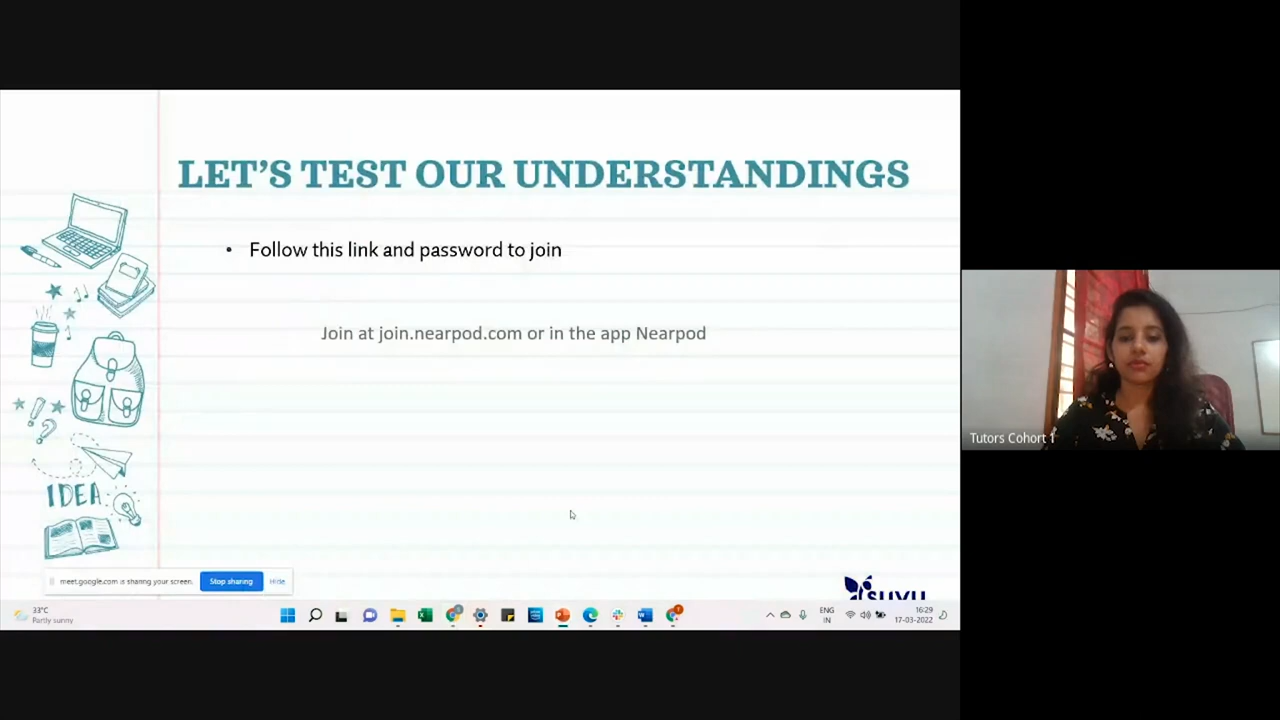 LET'S TEST OUR UNDERSTANDINGS
• Follow this link and password to join
Join at join.nearpod.com or in the app Nearpod
IDEA
Tutors Cohort 1
meet.google.com is sharing your screen.
Stop sharing
Hide
33°C
Partly sunny
ENG
IN
16:29
17-03-2022